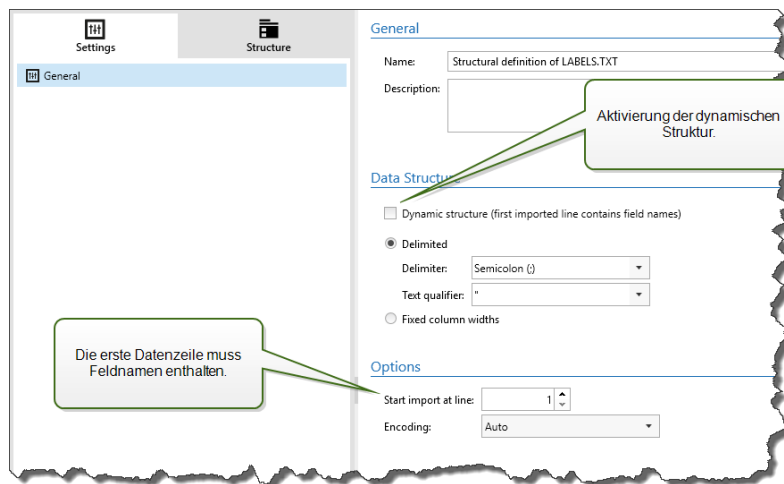 Settings
Structure
General
General
Name:
Structural definition of LABELS.TXT
Description:
Aktivierung der dynamischen
Struktur.
Data Structure
Dynamic structure (first imported line contains field names)
Delimited
Delimiter:
Semicolon (;)
Text qualifier:
"
Fixed column widths
Die erste Datenzeile muss
Feldnamen enthalten.
Options
Start import at line:
1
Encoding:
Auto